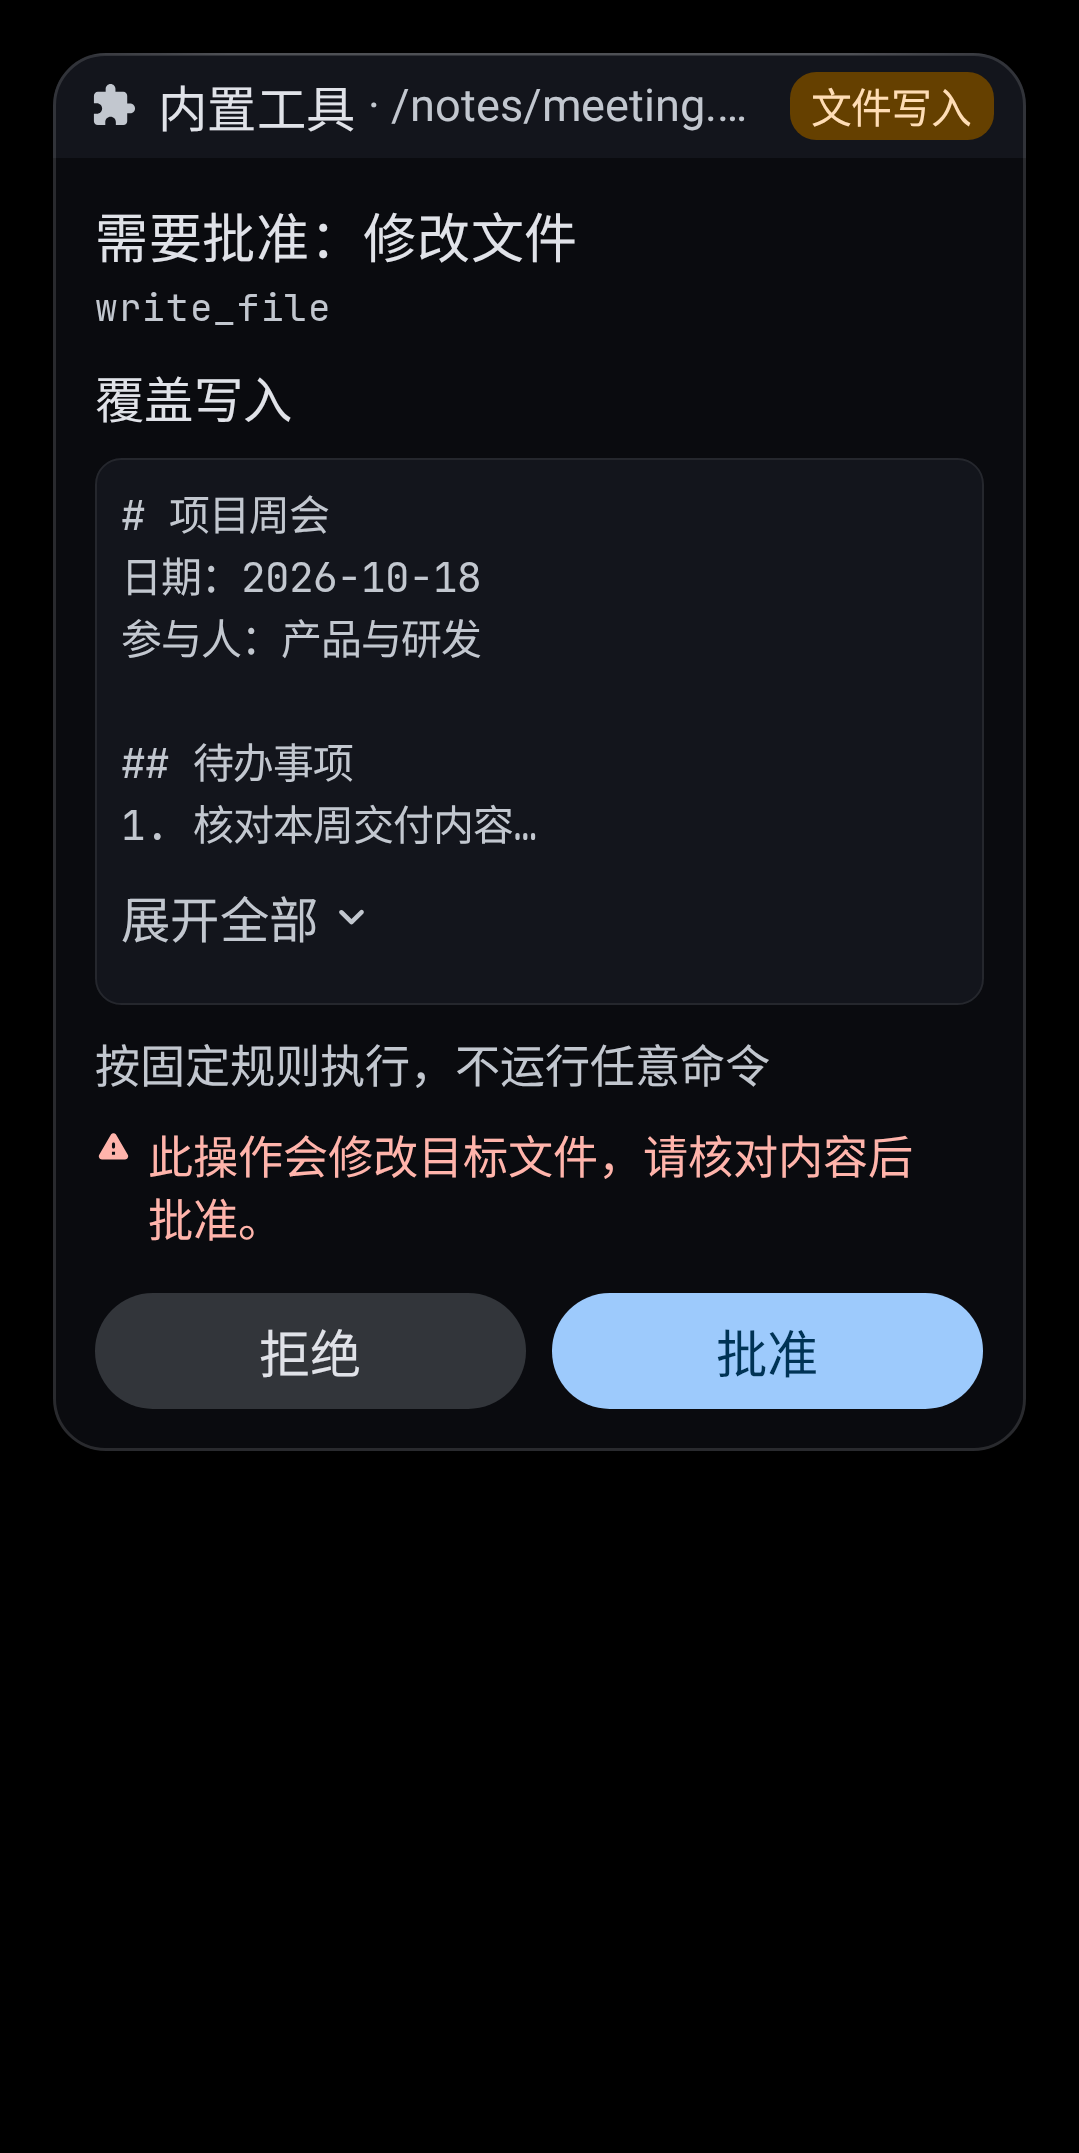 内置工具 · /notes/meeting.… 文件写入
需要批准：修改文件
write_file
覆盖写入
# 项目周会
日期：2026-10-18
参与人：产品与研发
## 待办事项
1. 核对本周交付内容…
展开全部
按固定规则执行，不运行任意命令
此操作会修改目标文件，请核对内容后
批准。
拒绝 批准